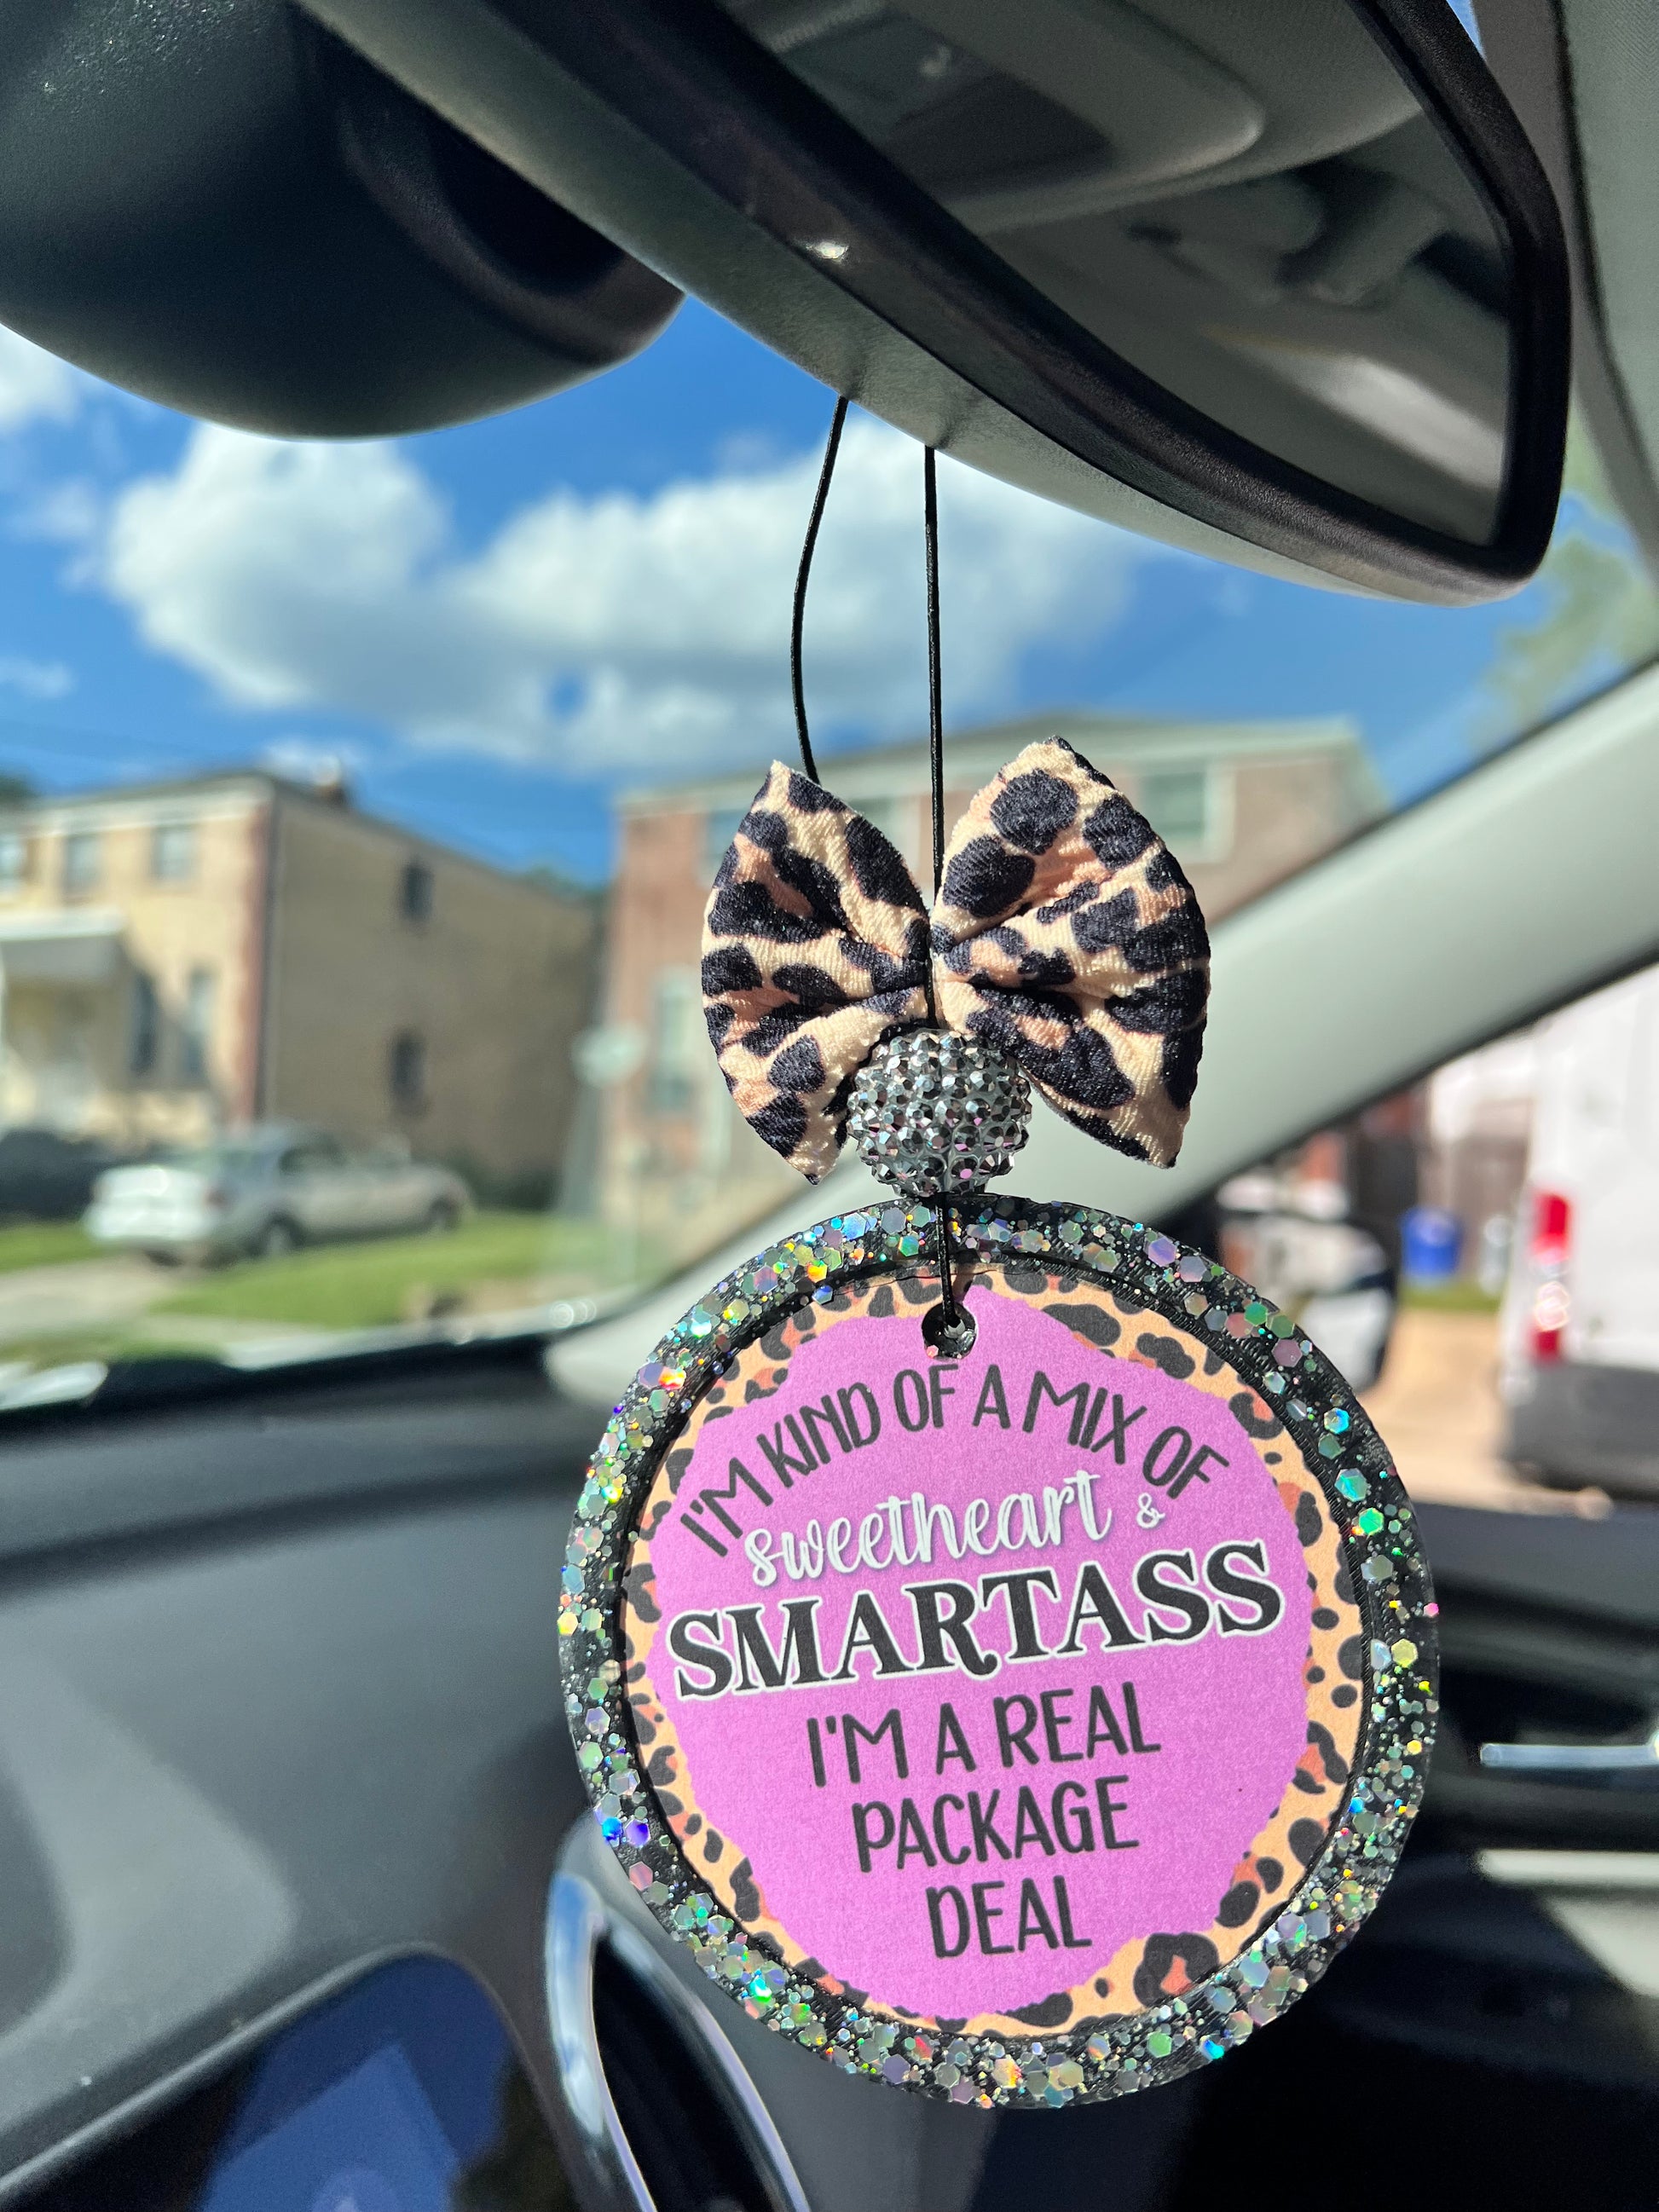 I'M KIND OF A MIX OF
sweetheart &
SMARTASS
I'M A REAL
PACKAGE
DEAL